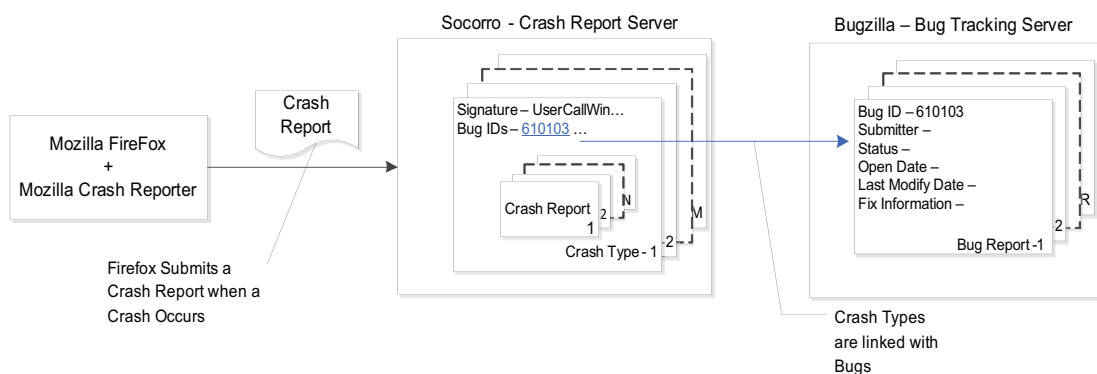 Socorro - Crash Report Server
Bugzilla – Bug Tracking Server
Mozilla FireFox
+
Mozilla Crash Reporter
Crash
Report
Signature – UserCallWin…
Bug IDs – 610103 …
Crash Report
1
2
N
Crash Type - 1
-2
M
Bug ID – 610103
Submitter –
Status –
Open Date –
Last Modify Date –
Fix Information –
Bug Report -1
-2
R
Firefox Submits a
Crash Report when a
Crash Occurs
Crash Types
are linked with
Bugs